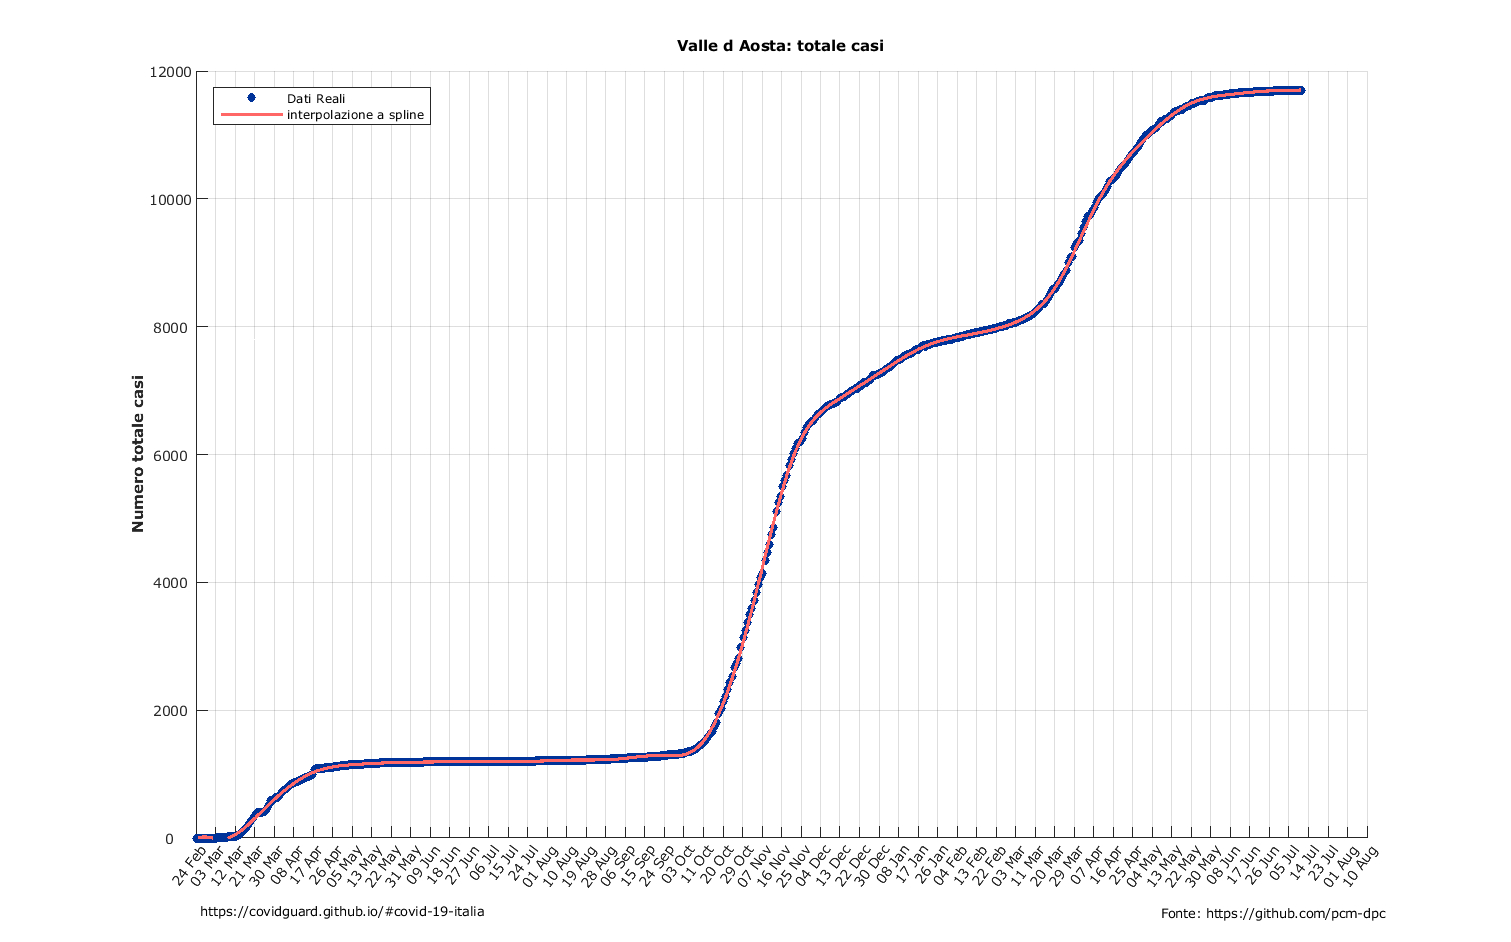 Valle d Aosta: totale casi
12000
10000
8000
6000
4000
2000
0
Numero totale casi
Dati Reali
interpolazione a spline
24 Feb
03 Mar
12 Mar
21 Mar
30 Mar
08 Apr
17 Apr
26 Apr
05 May
13 May
22 May
31 May
09 Jun
18 Jun
27 Jun
06 Jul
15 Jul
24 Jul
01 Aug
10 Aug
19 Aug
28 Aug
06 Sep
15 Sep
24 Sep
03 Oct
11 Oct
20 Oct
29 Oct
07 Nov
16 Nov
25 Nov
04 Dec
13 Dec
22 Dec
30 Dec
08 Jan
17 Jan
26 Jan
04 Feb
13 Feb
22 Feb
02 Mar
11 Mar
20 Mar
29 Mar
07 Apr
16 Apr
25 Apr
04 May
13 May
22 May
30 May
08 Jun
17 Jun
26 Jun
05 Jul
14 Jul
23 Jul
01 Aug
10 Aug
https://covidguard.github.io/#covid-19-italia
Fonte: https://github.com/pcm-dpc